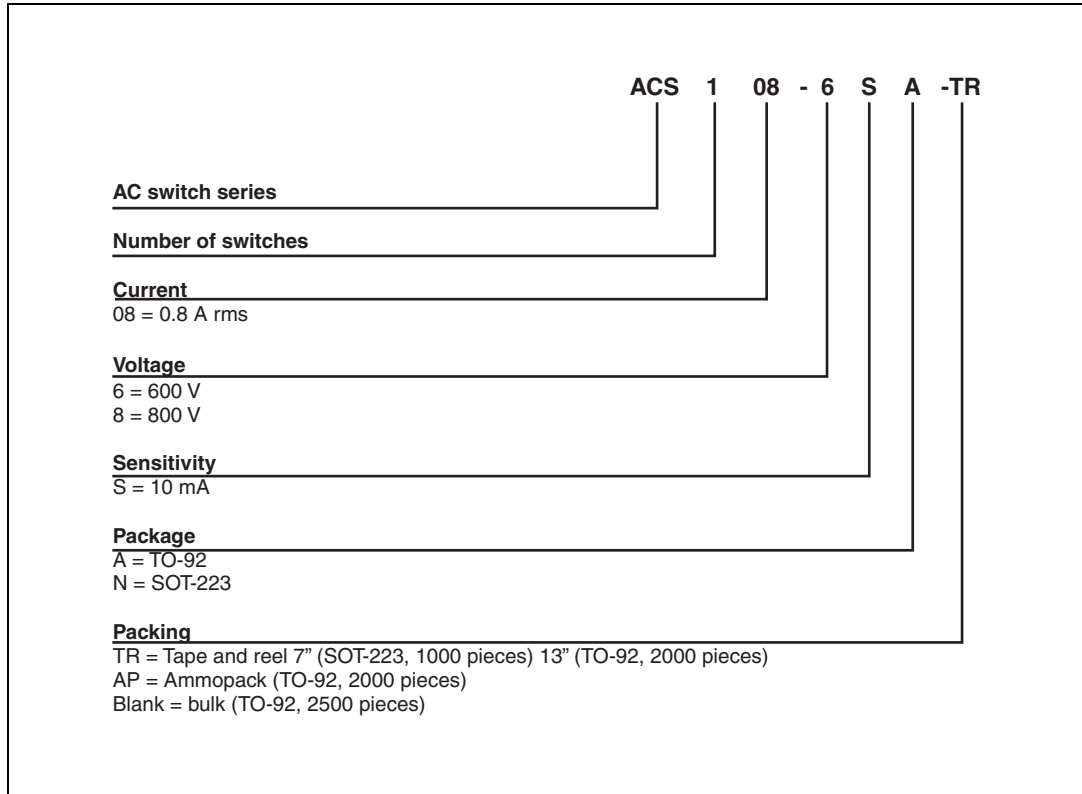 ACS 1 08 - 6 S A -TR
AC switch series
Number of switches
Current
08 = 0.8 A rms
Voltage
6 = 600 V
8 = 800 V
Sensitivity
S = 10 mA
Package
A = TO-92
N = SOT-223
Packing
TR = Tape and reel 7” (SOT-223, 1000 pieces) 13” (TO-92, 2000 pieces)
AP = Ammopack (TO-92, 2000 pieces)
Blank = bulk (TO-92, 2500 pieces)